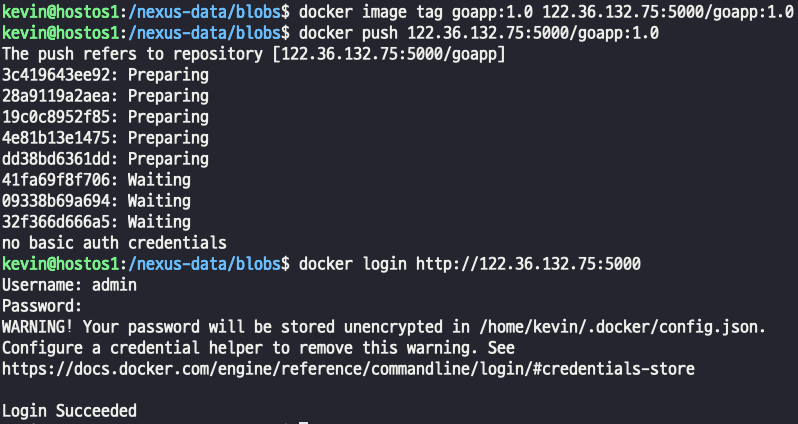 kevin@hostos1:/nexus-data/blobs$ docker image tag goapp:1.0 122.36.132.75:5000/goapp:1.0
kevin@hostos1:/nexus-data/blobs$ docker push 122.36.132.75:5000/goapp:1.0
The push refers to repository [122.36.132.75:5000/goapp]
3c419643ee92: Preparing
28a9119a2aea: Preparing
19c0c8952f85: Preparing
4e81b13e1475: Preparing
dd38bd6361dd: Preparing
41fa69f8f706: Waiting
09338b69a694: Waiting
32f366d666a5: Waiting
no basic auth credentials
kevin@hostos1:/nexus-data/blobs$ docker login http://122.36.132.75:5000
Username: admin
Password:
WARNING! Your password will be stored unencrypted in /home/kevin/.docker/config.json.
Configure a credential helper to remove this warning. See
https://docs.docker.com/engine/reference/commandline/login/#credentials-store
Login Succeeded